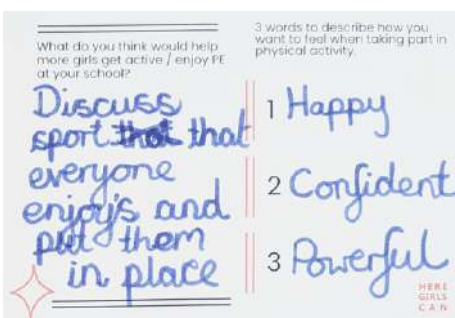 What do you think would help
more girls get active / enjoy PE
at your school?
Discuss
sport that that
everyone
enjoy's and
put them
in place
3 words to describe how you
want to feel when taking part in
physical activity.
1 Happy
2 Confident
3 Powerful
HERE
GIRLS
CAN